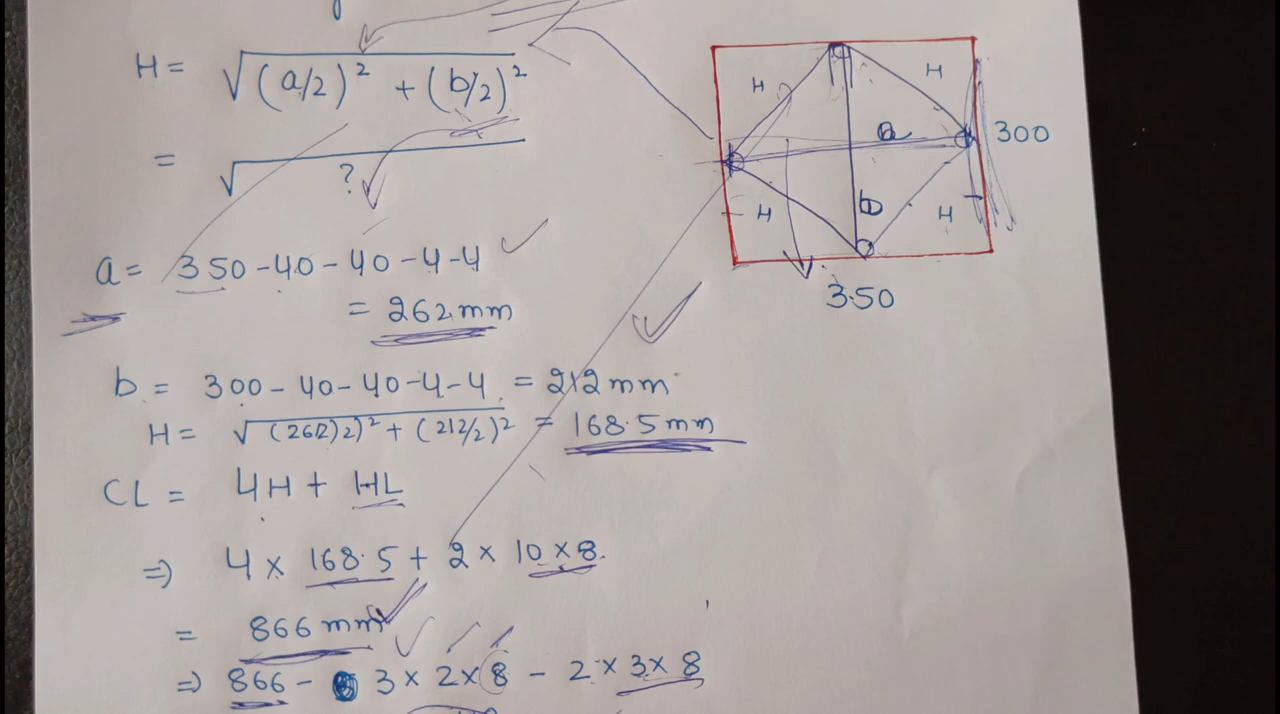 H = √(a/2)² + (b/2)²
= √ ?
a = 350 - 40 - 40 - 4 - 4
= 262 mm
b = 300 - 40 - 40 - 4 - 4 = 212 mm
H = √(262/2)² + (212/2)² = 168.5 mm
CL = 4H + HL
⇒ 4 × 168.5 + 2 × 10 × 8.
= 866 mm
⇒ 866 - 3 × 2 × 8 - 2 × 3 × 8
H
H
a
300
b
H
H
3.50